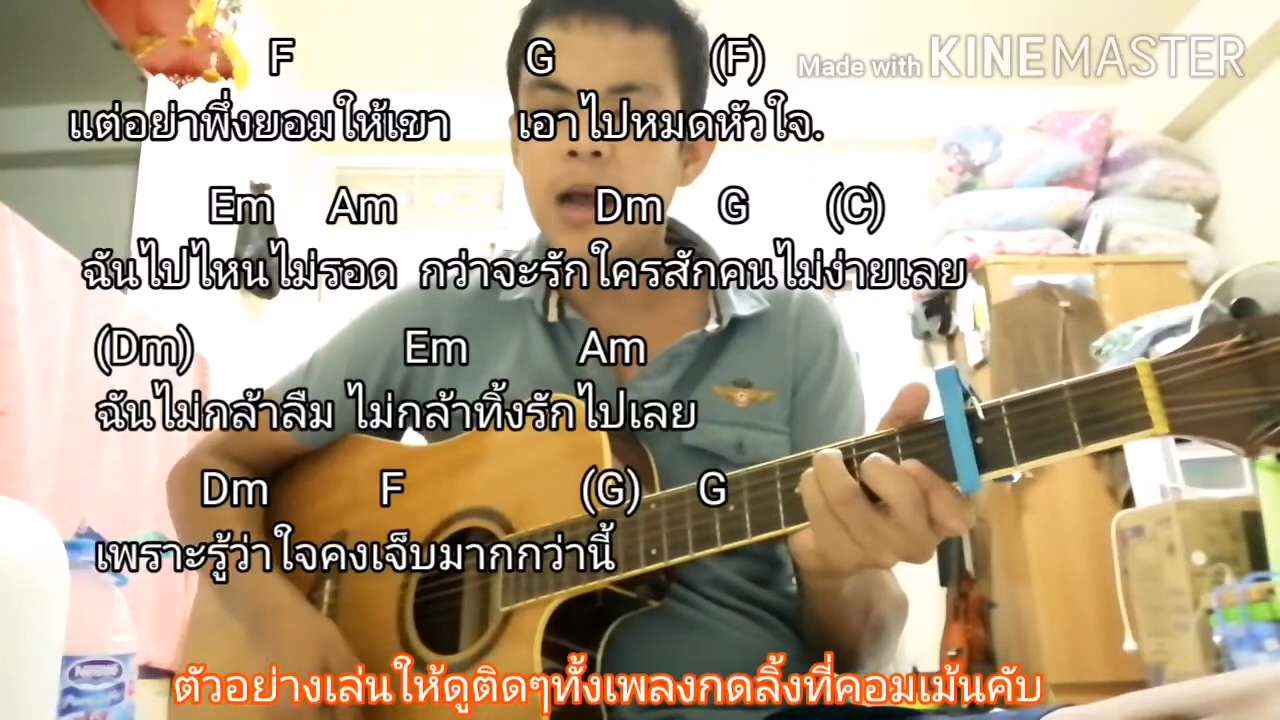 F G (F) Made with KINEMASTER
แต่อย่าพึ่งยอมให้เขา เอาไปหมดหัวใจ.
Em Am Dm G (C)
ฉันไปไหนไม่รอด กว่าจะรักใครสักคนไม่ง่ายเลย
(Dm) Em Am
ฉันไม่กล้าลืม ไม่กล้าทิ้งรักไปเลย
Dm F (G) G
เพราะรู้ว่าใจคงเจ็บมากกว่านี้
Nestlé
ตัวอย่างเล่นให้ดูติดๆทั้งเพลงกดลิ้งที่คอมเม้นคับ